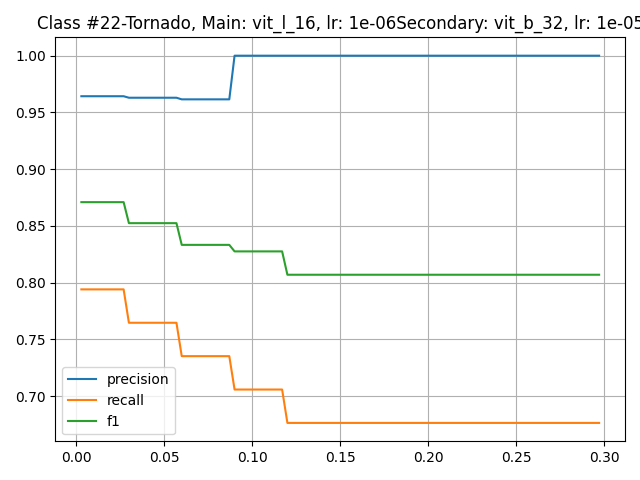 Class #22-Tornado, Main: vit_l_16, lr: 1e-06Secondary: vit_b_32, lr: 1e-05
1.00
0.95
0.90
0.85
0.80
0.75
0.70
precision
recall
f1
0.00 0.05 0.10 0.15 0.20 0.25 0.30